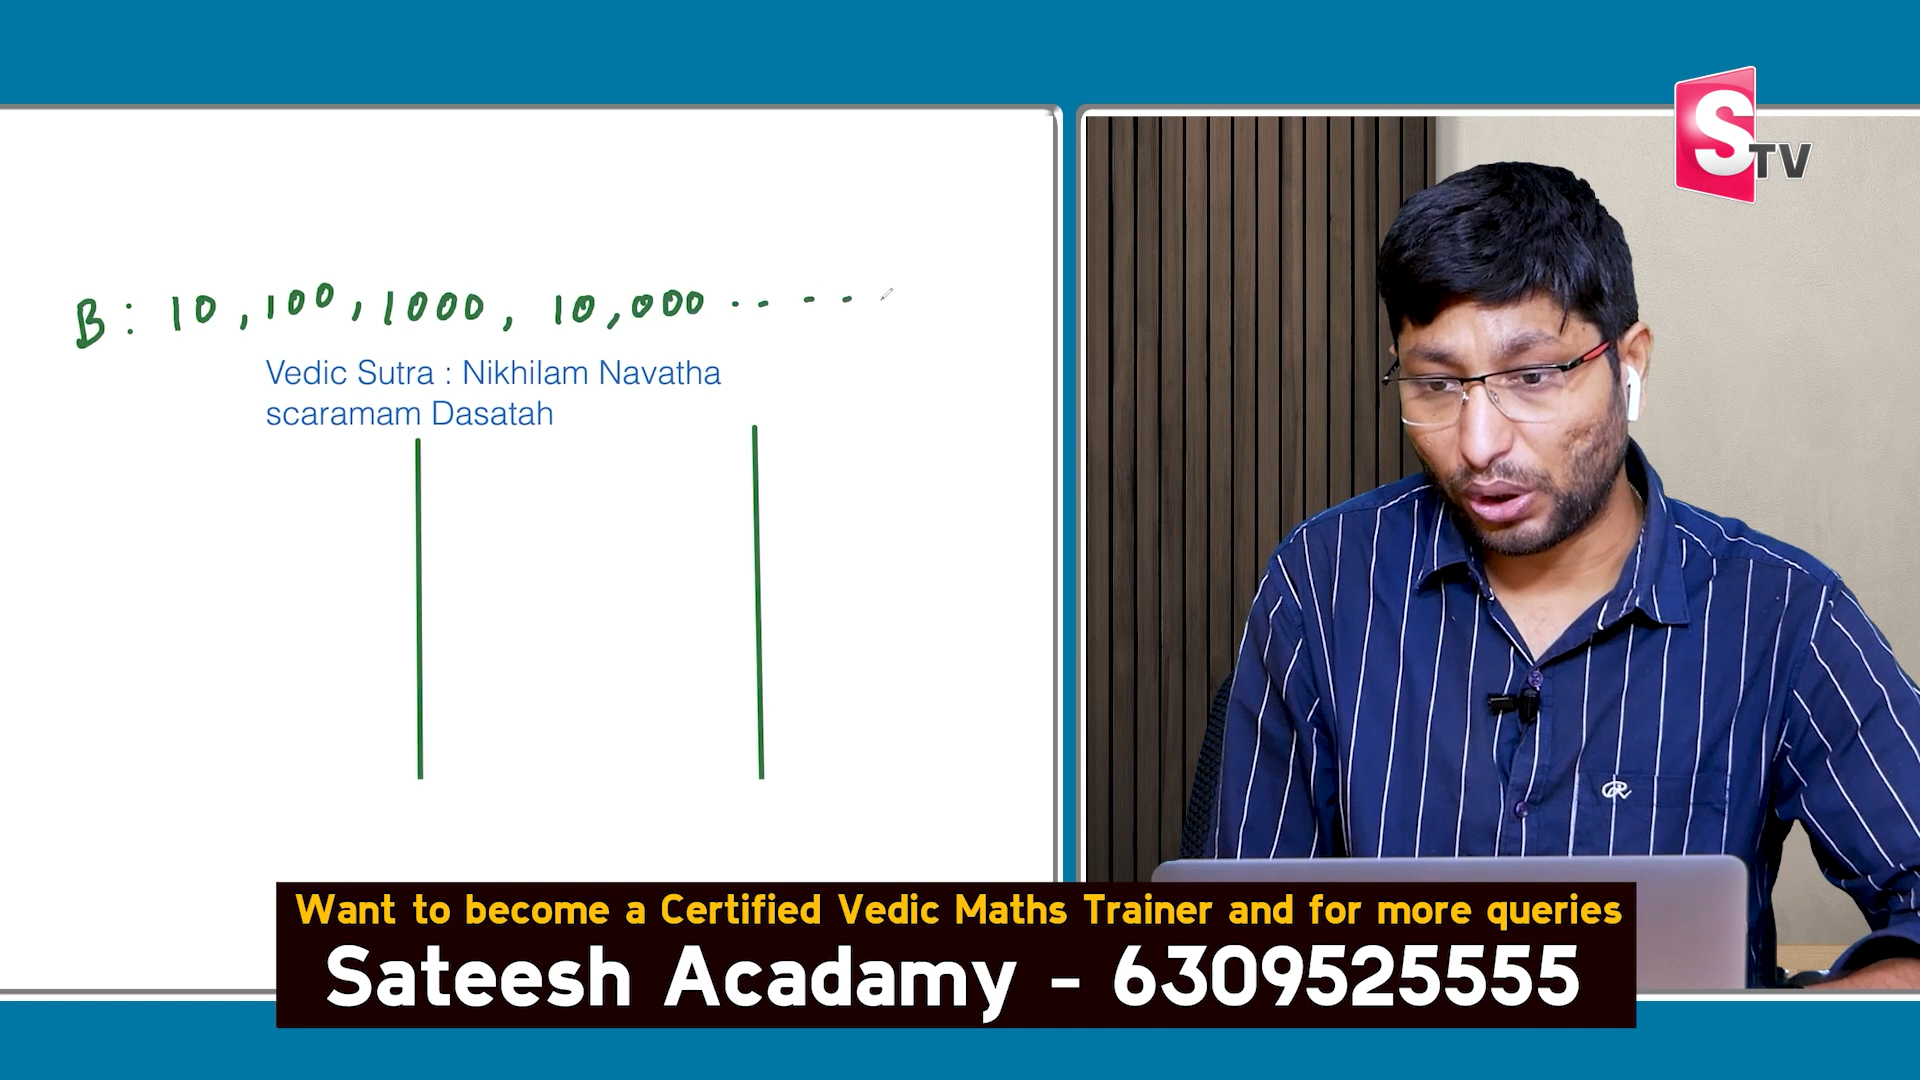 S TV
B : 10 , 100 , 1000 , 10,000 ‐‐ - - -
Vedic Sutra : Nikhilam Navatha
scaramam Dasatah
Want to become a Certified Vedic Maths Trainer and for more queries
Sateesh Acadamy - 6309525555